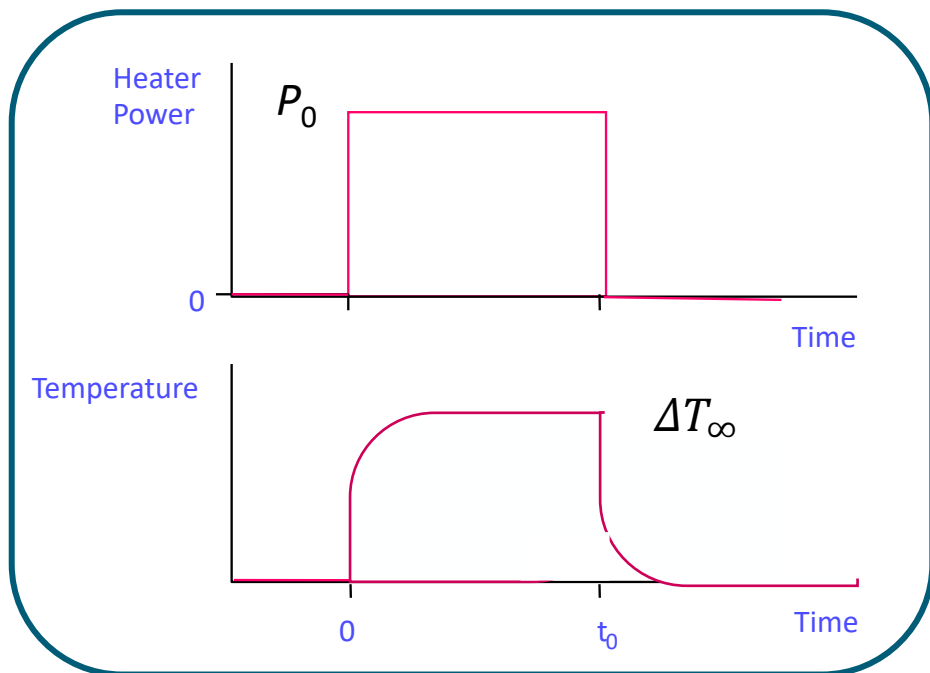 Heater
Power
P₀
0
Time
Temperature
ΔT∞
0
t₀
Time